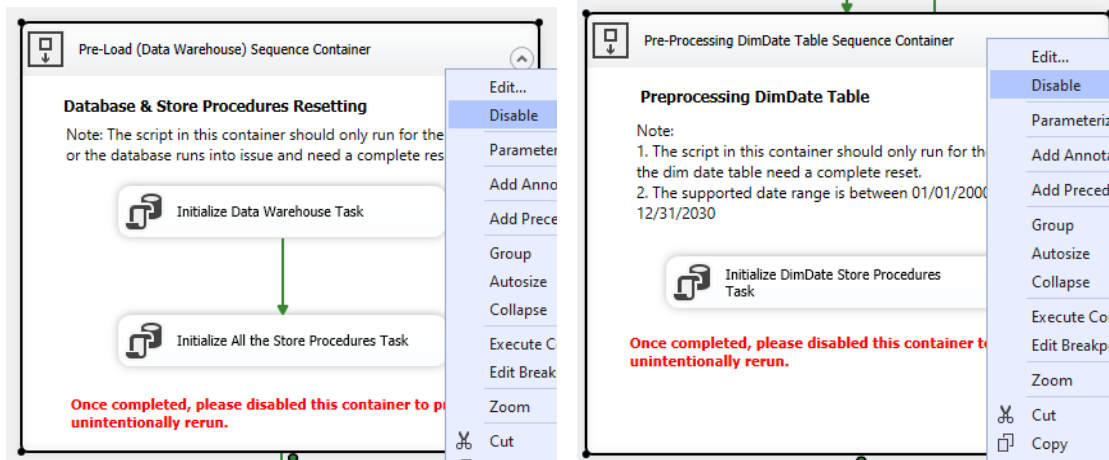 Pre-Load (Data Warehouse) Sequence Container
Database & Store Procedures Resetting
Note: The script in this container should only run for the
or the database runs into issue and need a complete res
Initialize Data Warehouse Task
Initialize All the Store Procedures Task
Once completed, please disabled this container to p
unintentionally rerun.
Edit...
Disable
Parameter
Add Anno
Add Prece
Group
Autosize
Collapse
Execute C
Edit Break
Zoom
Cut
Pre-Processing DimDate Table Sequence Container
Preprocessing DimDate Table
Note:
1. The script in this container should only run for th
the dim date table need a complete reset.
2. The supported date range is between 01/01/2000
12/31/2030
Initialize DimDate Store Procedures
Task
Once completed, please disabled this container t
unintentionally rerun.
Edit...
Disable
Parameteriz
Add Annota
Add Preced
Group
Autosize
Collapse
Execute Co
Edit Breakp
Zoom
Cut
Copy